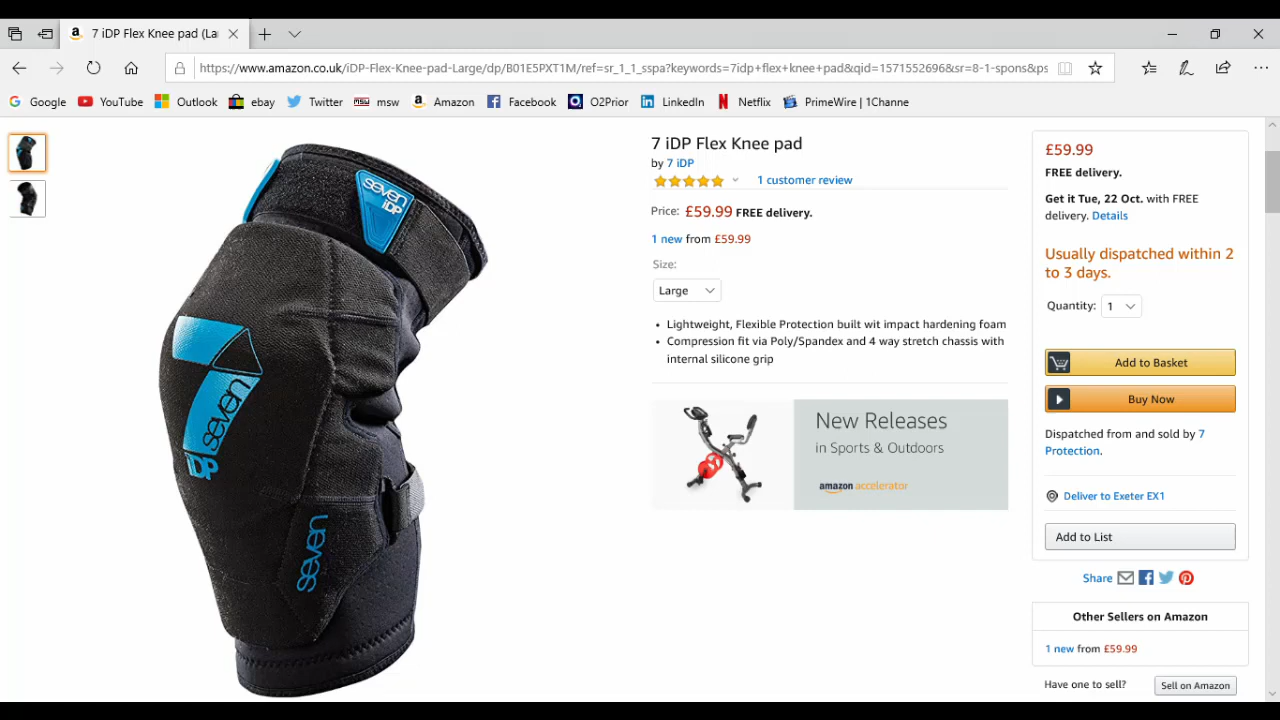 7 iDP Flex Knee pad (La
https://www.amazon.co.uk/iDP-Flex-Knee-pad-Large/dp/B01E5PXT1M/ref=sr_1_1_sspa?keywords=7idp+flex+knee+pad&qid=1571552696&sr=8-1-spons&ps
Google YouTube Outlook ebay Twitter msw Amazon Facebook O2Prior LinkedIn Netflix PrimeWire | 1Channe
seven
iDP
seven
iDP
seven
7 iDP Flex Knee pad
by 7 iDP
1 customer review
Price: £59.99 FREE delivery.
1 new from £59.99
Size:
Large
• Lightweight, Flexible Protection built wit impact hardening foam
• Compression fit via Poly/Spandex and 4 way stretch chassis with
internal silicone grip
New Releases
in Sports & Outdoors
amazon accelerator
£59.99
FREE delivery.
Get it Tue, 22 Oct. with FREE
delivery. Details
Usually dispatched within 2
to 3 days.
Quantity: 1
Add to Basket
Buy Now
Dispatched from and sold by 7
Protection.
Deliver to Exeter EX1
Add to List
Share
Other Sellers on Amazon
1 new from £59.99
Have one to sell? Sell on Amazon